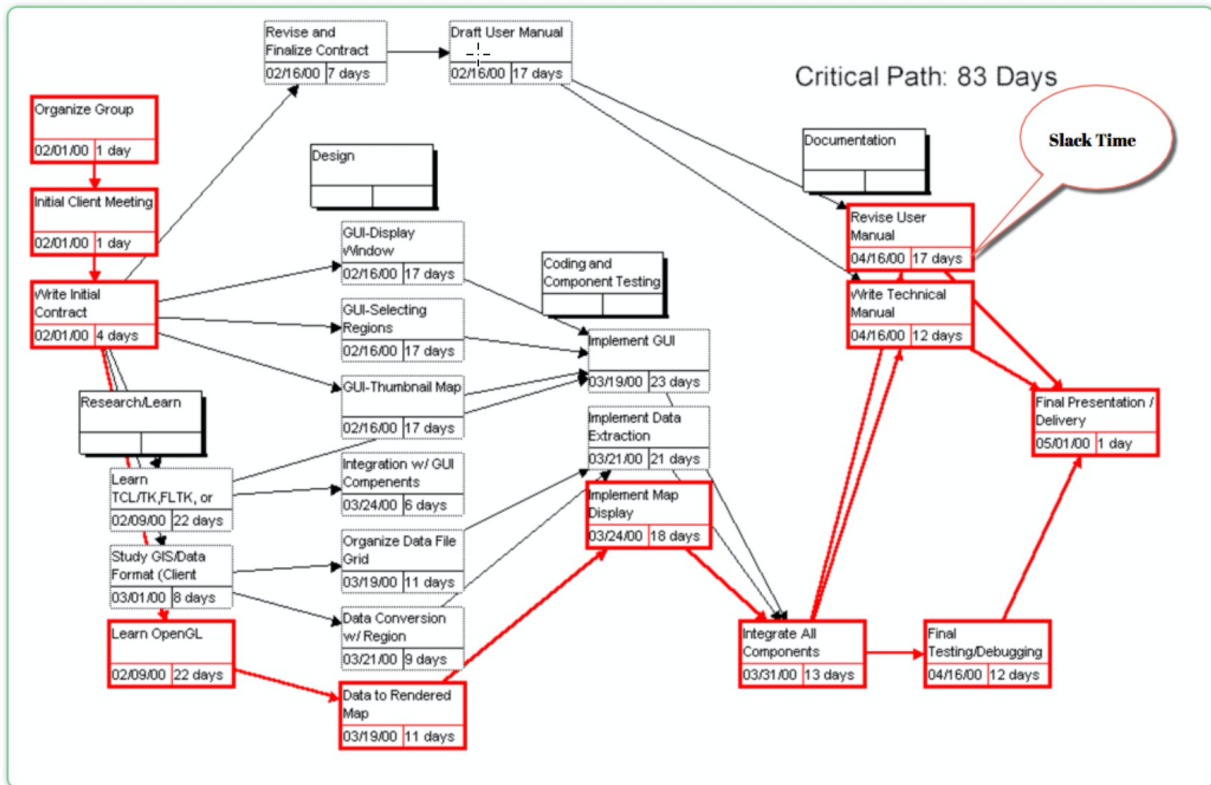 Revise and
Finalize Contract
02/16/00 7 days
Draft User Manual
02/16/00 17 days
Critical Path: 83 Days
Slack Time
Organize Group
02/01/00 1 day
Initial Client Meeting
02/01/00 1 day
Write Initial
Contract
02/01/00 4 days
Research/Learn
Learn
TCL/TK,FLTK, or
02/09/00 22 days
Study GIS/Data
Format (Client
03/01/00 8 days
Learn OpenGL
02/09/00 22 days
Design
GUI-Display
Window
02/16/00 17 days
GUI-Selecting
Regions
02/16/00 17 days
GUI-Thumbnail Map
02/16/00 17 days
Integration w/ GUI
Compenents
03/24/00 6 days
Organize Data File
Grid
03/19/00 11 days
Data Conversion
w/ Region
03/21/00 9 days
Data to Rendered
Map
03/19/00 11 days
Coding and
Component Testing
Implement GUI
03/19/00 23 days
Implement Data
Extraction
03/21/00 21 days
Implement Map
Display
03/24/00 18 days
Integrate All
Components
03/31/00 13 days
Documentation
Revise User
Manual
04/16/00 17 days
Write Technical
Manual
04/16/00 12 days
Final
Testing/Debugging
04/16/00 12 days
Final Presentation /
Delivery
05/01/00 1 day